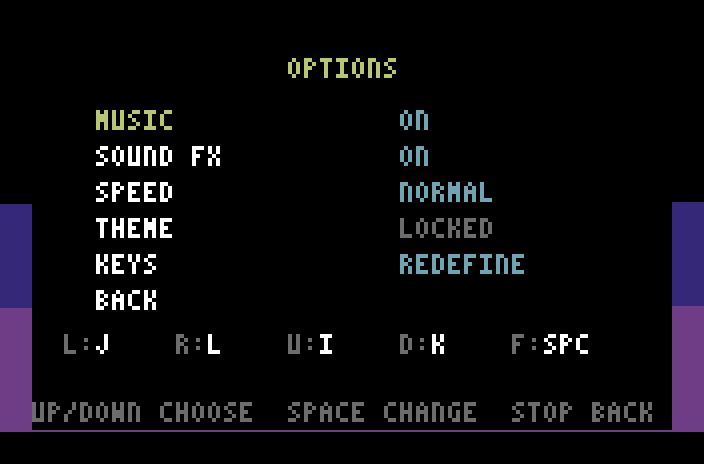 OPTIONS
MUSIC ON
SOUND FX ON
SPEED NORMAL
THEME LOCKED
KEYS REDEFINE
BACK
L:J R:L U:I D:K F:SPC
UP/DOWN CHOOSE SPACE CHANGE STOP BACK